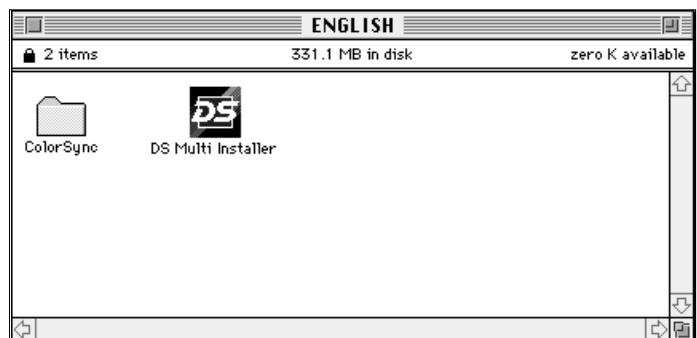 ENGLISH
2 items 331.1 MB in disk zero K available
DS
ColorSync DS Multi Installer